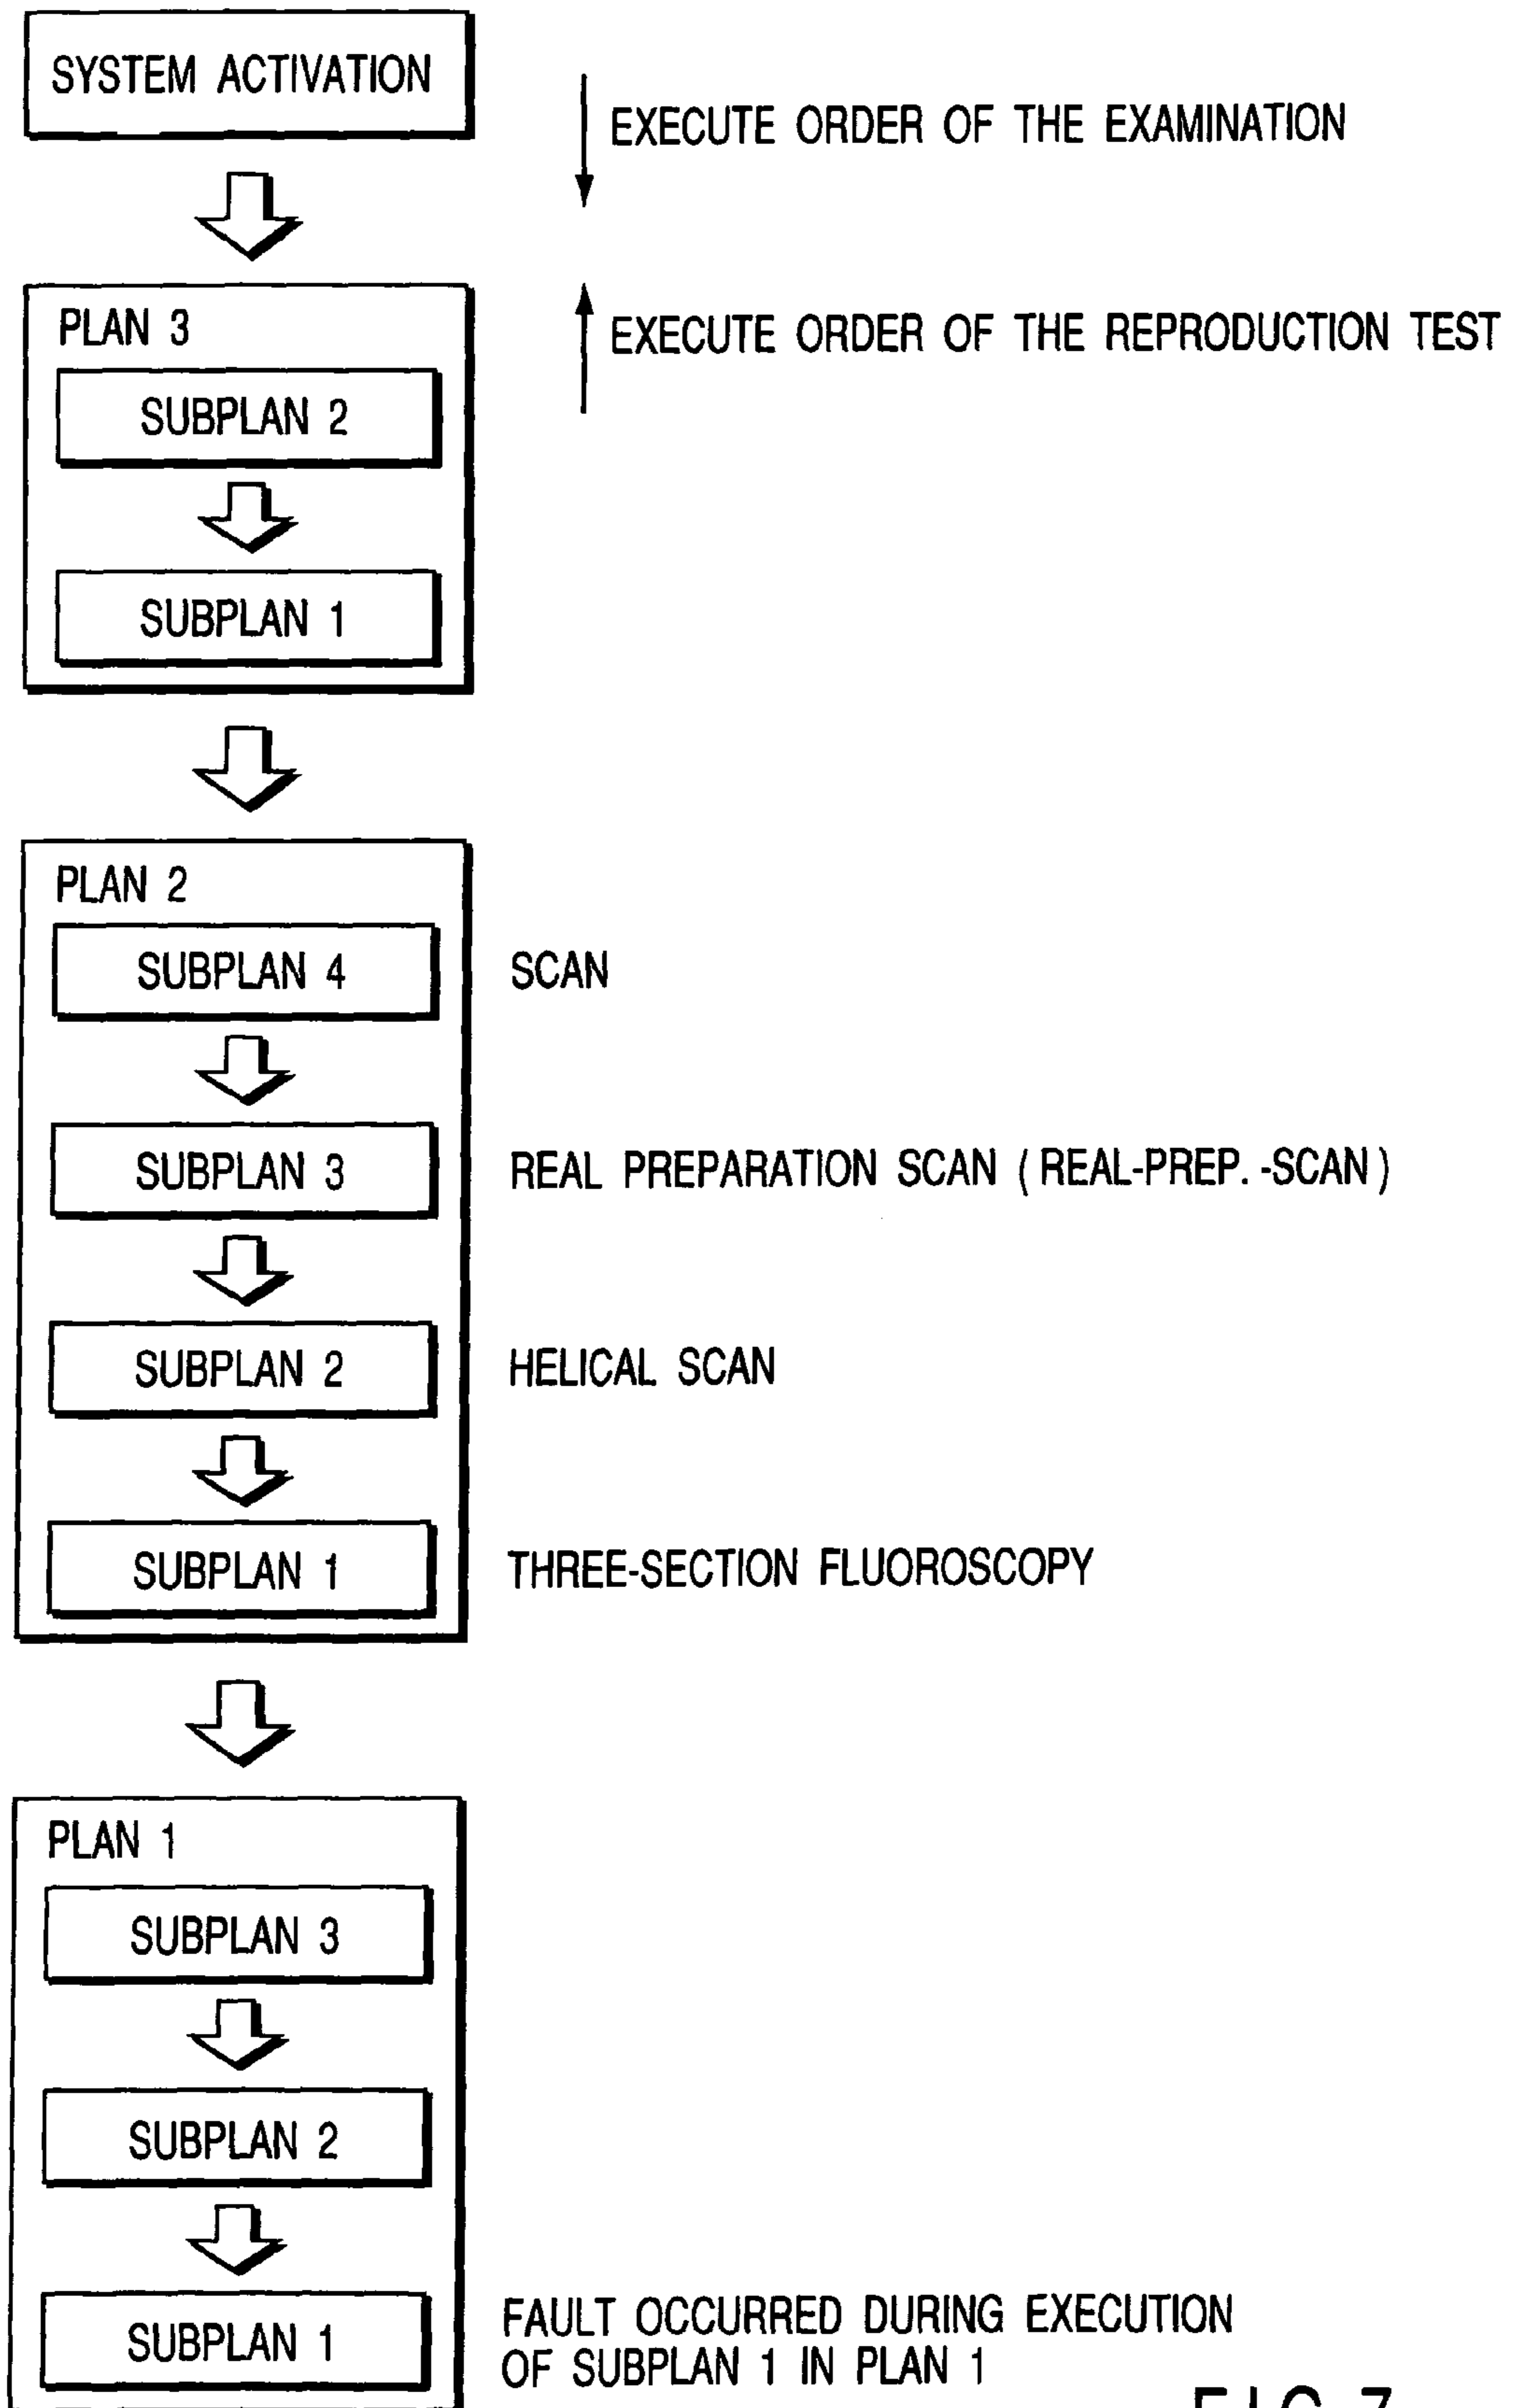 SYSTEM ACTIVATION
EXECUTE ORDER OF THE EXAMINATION
EXECUTE ORDER OF THE REPRODUCTION TEST
PLAN 3
SUBPLAN 2
SUBPLAN 1
PLAN 2
SUBPLAN 4
SCAN
SUBPLAN 3
REAL PREPARATION SCAN (REAL-PREP.-SCAN)
SUBPLAN 2
HELICAL SCAN
SUBPLAN 1
THREE-SECTION FLUOROSCOPY
PLAN 1
SUBPLAN 3
SUBPLAN 2
SUBPLAN 1
FAULT OCCURRED DURING EXECUTION
OF SUBPLAN 1 IN PLAN 1
FIG.7